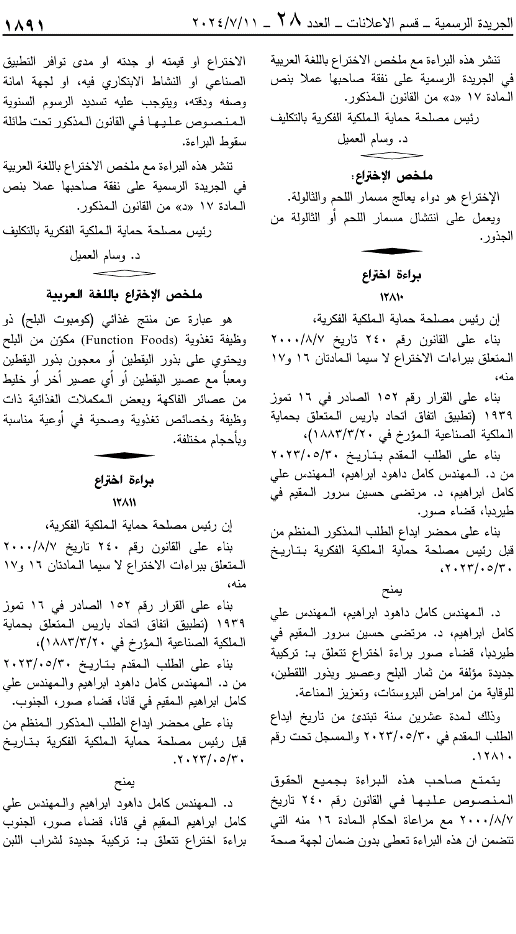 الجريدة الرسمية ـ قسم الاعلانات ـ العدد ٢٨ ـ ٢٠٢٤/٧/١١
١٨٩١
تنشر هذه البراءة مع ملخص الاختراع باللغة العربية
في الجريدة الرسمية على نفقة صاحبها عملا بنص
المادة ١٧ «د» من القانون المذكور.
رئيس مصلحة حماية الملكية الفكرية بالتكليف
د. وسام العميل
ملخص الإختراع:
الإختراع هو دواء يعالج مسمار اللحم والثالولة.
ويعمل على انتشال مسمار اللحم أو الثالولة من
الجذور.
براءة اختراع
١٢٨١٠
إن رئيس مصلحة حماية الملكية الفكرية،
بناء على القانون رقم ٢٤٠ تاريخ ٢٠٠٠/٨/٧
المتعلق ببراءات الاختراع لا سيما المادتان ١٦ و١٧
منه،
بناء على القرار رقم ١٥٢ الصادر في ١٦ تموز
١٩٣٩ (تطبيق اتفاق اتحاد باريس المتعلق بحماية
الملكية الصناعية المؤرخ في ١٨٨٣/٣/٢٠)،
بناء على الطلب المقدم بتاريخ ٢٠٢٣/٠٥/٣٠
من د. المهندس كامل داهود ابراهيم، المهندس علي
كامل ابراهيم، د. مرتضى حسين سرور المقيم في
طيردبا، قضاء صور.
بناء على محضر ايداع الطلب المذكور المنظم من
قبل رئيس مصلحة حماية الملكية الفكرية بتاريخ
٢٠٢٣/٠٥/٣٠،
يمنح
د. المهندس كامل داهود ابراهيم، المهندس علي
كامل ابراهيم، د. مرتضى حسين سرور المقيم في
طيردبا، قضاء صور براءة اختراع تتعلق بـ: تركيبة
جديدة مؤلفة من ثمار البلح وعصير وبذور اللقطين،
للوقاية من امراض البروستات، وتعزيز المناعة.
وذلك لمدة عشرين سنة تبتدئ من تاريخ ايداع
الطلب المقدم في ٢٠٢٣/٠٥/٣٠ والمسجل تحت رقم
١٢٨١٠.
يتمتع صاحب هذه البراءة بجميع الحقوق
المنصوص عليها في القانون رقم ٢٤٠ تاريخ
٢٠٠٠/٨/٧ مع مراعاة احكام المادة ١٦ منه التي
تتضمن ان هذه البراءة تعطى بدون ضمان لجهة صحة
الاختراع او قيمته او جدته او مدى توافر التطبيق
الصناعي او النشاط الابتكاري فيه، او لجهة امانة
وصفه ودقته، ويتوجب عليه تسديد الرسوم السنوية
المنصوص عليها في القانون المذكور تحت طائلة
سقوط البراءة.
تنشر هذه البراءة مع ملخص الاختراع باللغة العربية
في الجريدة الرسمية على نفقة صاحبها عملا بنص
المادة ١٧ «د» من القانون المذكور.
رئيس مصلحة حماية الملكية الفكرية بالتكليف
د. وسام العميل
ملخص الإختراع باللغة العربية
هو عبارة عن منتج غذائي (كومبوت البلح) ذو
وظيفة تغذوية (Function Foods) مكوّن من البلح
ويحتوي على بذور اليقطين أو معجون بذور اليقطين
ومعبأ مع عصير اليقطين أو أي عصير أخر أو خليط
من عصائر الفاكهة وبعض المكملات الغذائية ذات
وظيفة وخصائص تغذوية وصحية في أوعية مناسبة
وبأحجام مختلفة.
براءة اختراع
١٢٨١١
إن رئيس مصلحة حماية الملكية الفكرية،
بناء على القانون رقم ٢٤٠ تاريخ ٢٠٠٠/٨/٧
المتعلق ببراءات الاختراع لا سيما المادتان ١٦ و١٧
منه،
بناء على القرار رقم ١٥٢ الصادر في ١٦ تموز
١٩٣٩ (تطبيق اتفاق اتحاد باريس المتعلق بحماية
الملكية الصناعية المؤرخ في ١٨٨٣/٣/٢٠)،
بناء على الطلب المقدم بتاريخ ٢٠٢٣/٠٥/٣٠
من د. المهندس كامل داهود ابراهيم والمهندس علي
كامل ابراهيم المقيم في قانا، قضاء صور، الجنوب.
بناء على محضر ايداع الطلب المذكور المنظم من
قبل رئيس مصلحة حماية الملكية الفكرية بتاريخ
٢٠٢٣/٠٥/٣٠.
يمنح
د. المهندس كامل داهود ابراهيم والمهندس علي
كامل ابراهيم المقيم في قانا، قضاء صور، الجنوب
براءة اختراع تتعلق بـ: تركيبة جديدة لشراب اللبن